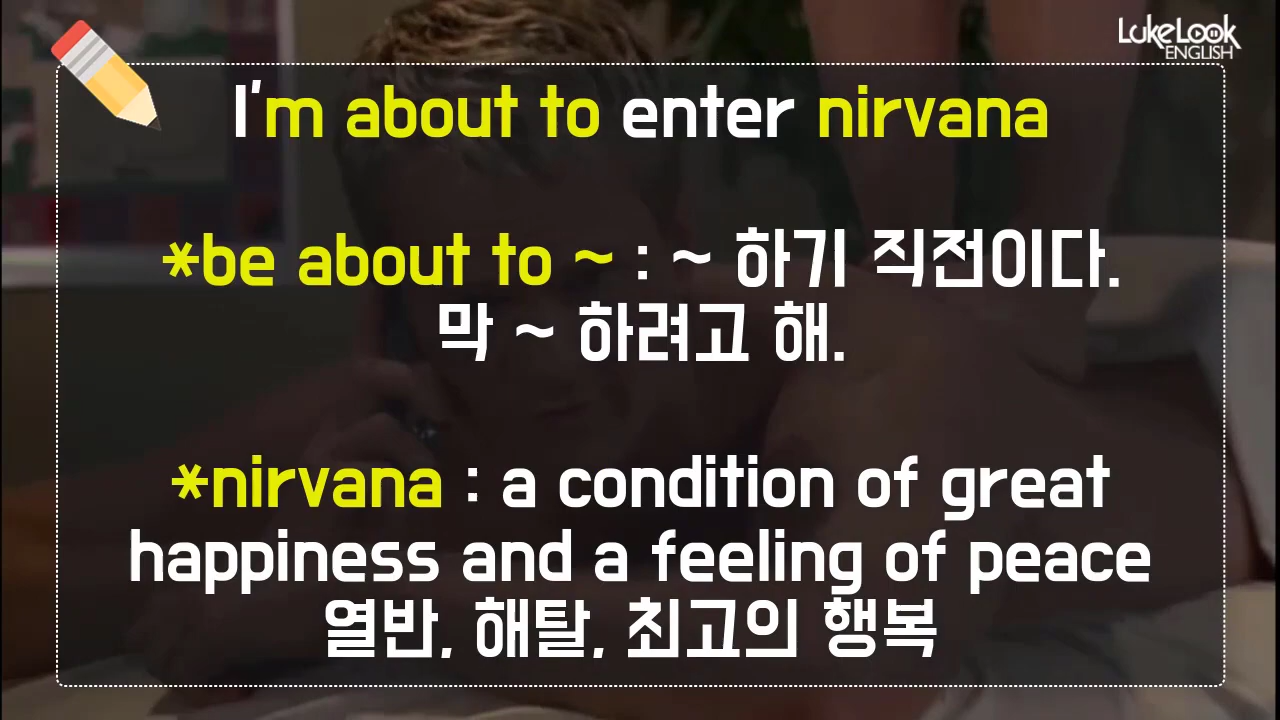 LukeLook
ENGLISH
I'm about to enter nirvana
*be about to ~ : ~ 하기 직전이다.
막 ~ 하려고 해.
*nirvana : a condition of great
happiness and a feeling of peace
열반, 해탈, 최고의 행복